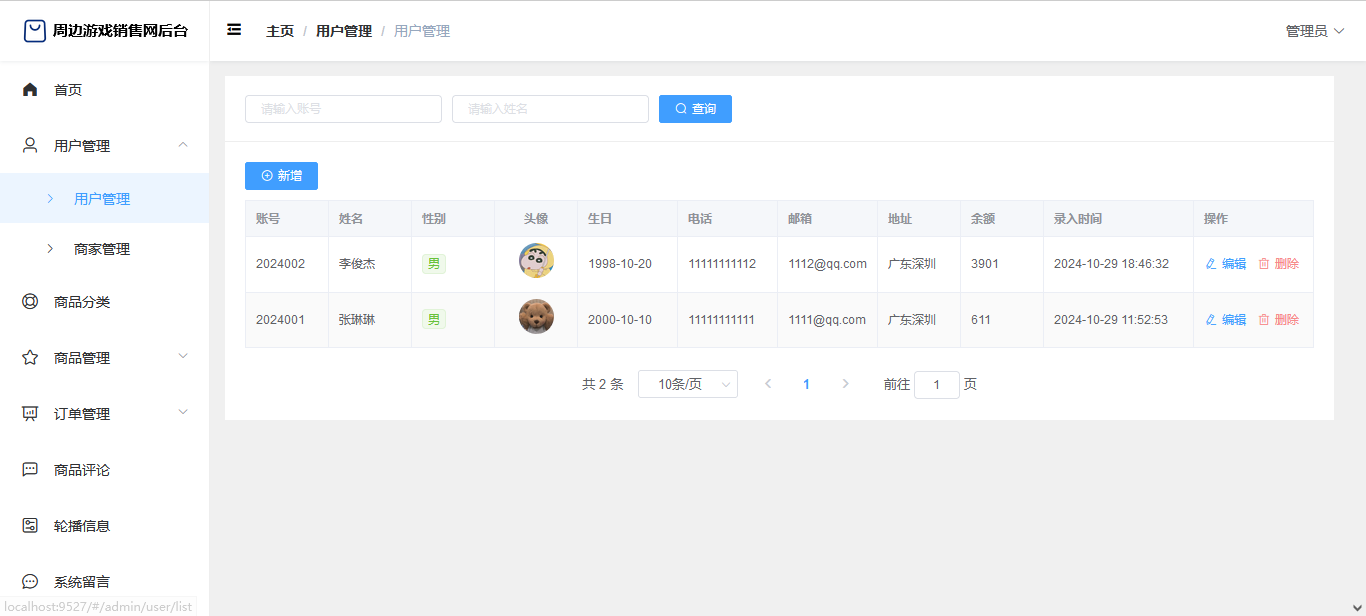 周边游戏销售网后台
主页 / 用户管理 / 用户管理
管理员
首页
用户管理
用户管理
商家管理
商品分类
商品管理
订单管理
商品评论
轮播信息
系统留言
localhost:9527/#/admin/user/list
请输入账号 请输入姓名 查询
新增
账号 姓名 性别 头像 生日 电话 邮箱 地址 余额 录入时间 操作
2024002 李俊杰 男 1998-10-20 11111111112 1112@qq.com 广东深圳 3901 2024-10-29 18:46:32 编辑 删除
2024001 张琳琳 男 2000-10-10 11111111111 1111@qq.com 广东深圳 611 2024-10-29 11:52:53 编辑 删除
共 2 条 10条/页 1 前往 1 页